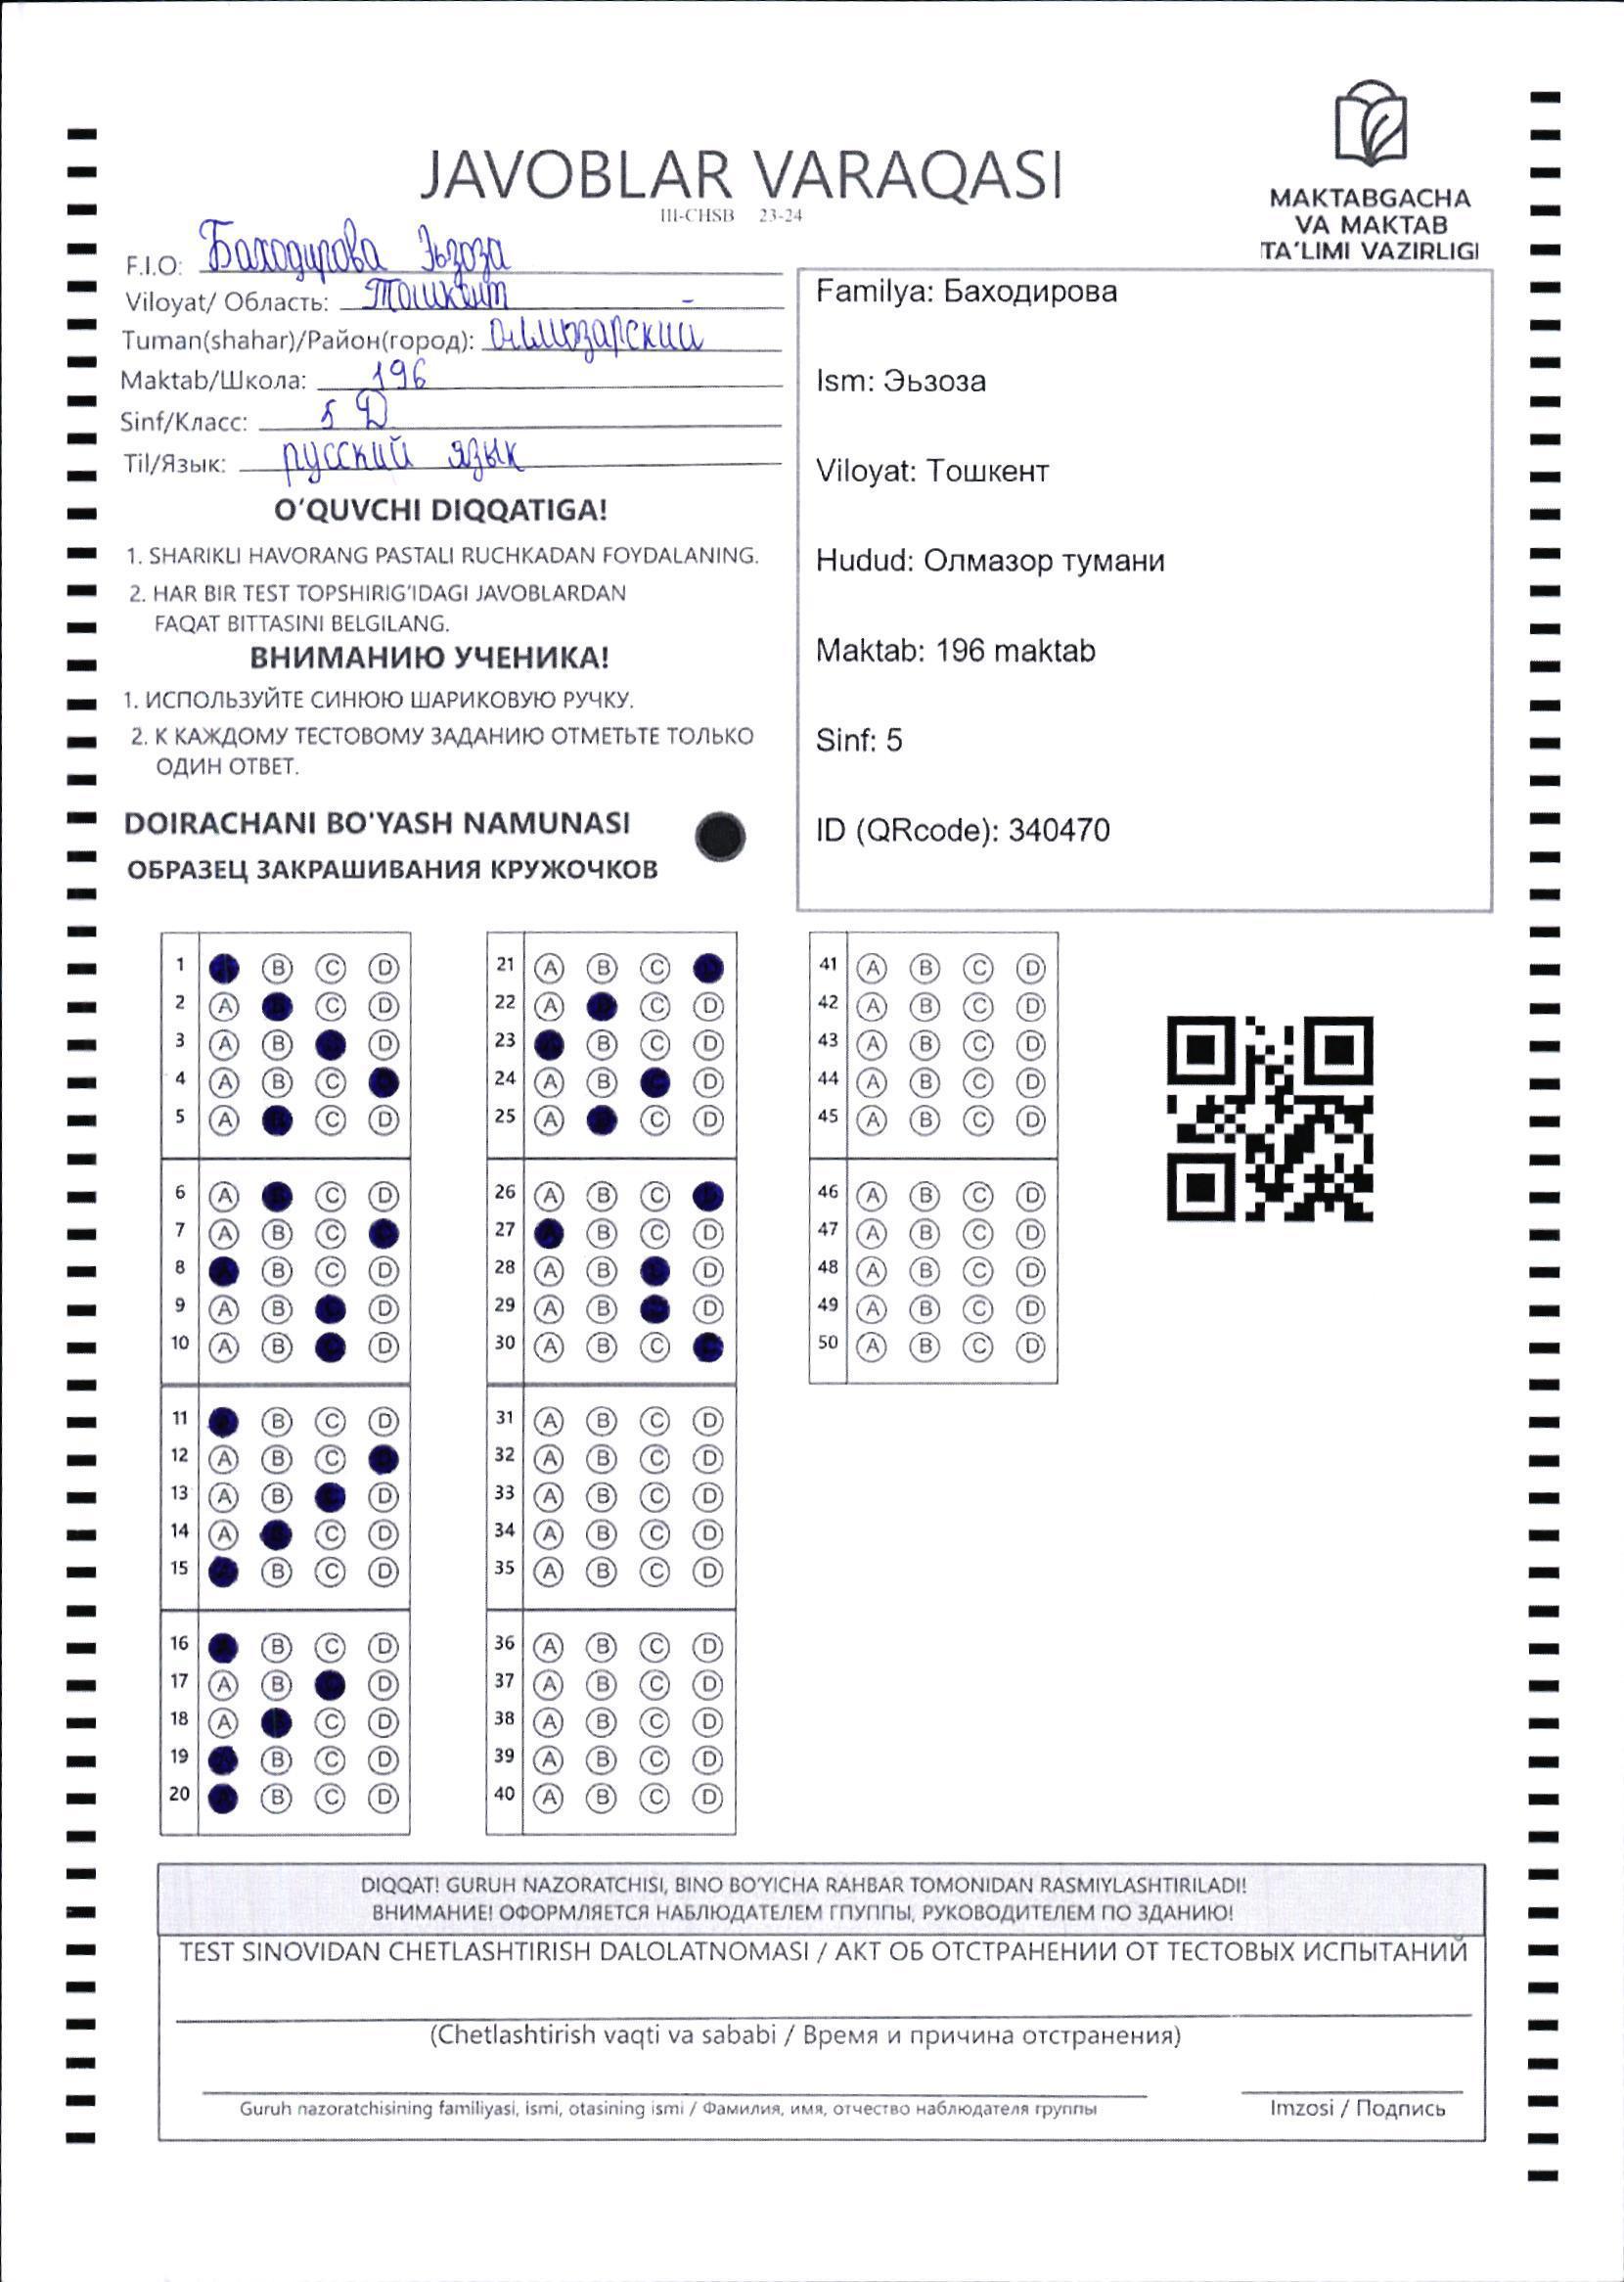 JAVOBLAR VARAQASI
III-CHSB 23-24
MAKTABGACHA
VA MAKTAB
TA'LIMI VAZIRLIGI
F.I.O: Баходирова Эьзоза
Viloyat/ Область: Тошкент
Tuman(shahar)/Район(город): Олмозарский
Maktab/Школа: 196
Sinf/Класс: 5 Д
Til/Язык: русский язык
O'QUVCHI DIQQATIGA!
1. SHARIKLI HAVORANG PASTALI RUCHKADAN FOYDALANING.
2. HAR BIR TEST TOPSHIRIG'IDAGI JAVOBLARDAN
FAQAT BITTASINI BELGILANG.
ВНИМАНИЮ УЧЕНИКА!
1. ИСПОЛЬЗУЙТЕ СИНЮЮ ШАРИКОВУЮ РУЧКУ.
2. К КАЖДОМУ ТЕСТОВОМУ ЗАДАНИЮ ОТМЕТЬТЕ ТОЛЬКО
ОДИН ОТВЕТ.
DOIRACHANI BO'YASH NAMUNASI
ОБРАЗЕЦ ЗАКРАШИВАНИЯ КРУЖОЧКОВ
Familya: Баходирова
Ism: Эьзоза
Viloyat: Тошкент
Hudud: Олмазор тумани
Maktab: 196 maktab
Sinf: 5
ID (QRcode): 340470
1 B C D
2 A C D
3 A B D
4 A B C
5 A C D
6 A C D
7 A B C
8 B C D
9 A B D
10 A B D
11 B C D
12 A B C
13 A B D
14 A C D
15 B C D
16 B C D
17 A B D
18 A C D
19 B C D
20 B C D
21 A B C
22 A C D
23 B C D
24 A B D
25 A C D
26 A B C
27 B C D
28 A B D
29 A B D
30 A B C
31 A B C D
32 A B C D
33 A B C D
34 A B C D
35 A B C D
36 A B C D
37 A B C D
38 A B C D
39 A B C D
40 A B C D
41 A B C D
42 A B C D
43 A B C D
44 A B C D
45 A B C D
46 A B C D
47 A B C D
48 A B C D
49 A B C D
50 A B C D
DIQQAT! GURUH NAZORATCHISI, BINO BO'YICHA RAHBAR TOMONIDAN RASMIYLASHTIRILADI!
ВНИМАНИЕ! ОФОРМЛЯЕТСЯ НАБЛЮДАТЕЛЕМ ГПУППЫ, РУКОВОДИТЕЛЕМ ПО ЗДАНИЮ!
TEST SINOVIDAN CHETLASHTIRISH DALOLATNOMASI / АКТ ОБ ОТСТРАНЕНИИ ОТ ТЕСТОВЫХ ИСПЫТАНИЙ
(Chetlashtirish vaqti va sababi / Время и причина отстранения)
Guruh nazoratchisining familiyasi, ismi, otasining ismi / Фамилия, имя, отчество наблюдателя группы
Imzosi / Подпись